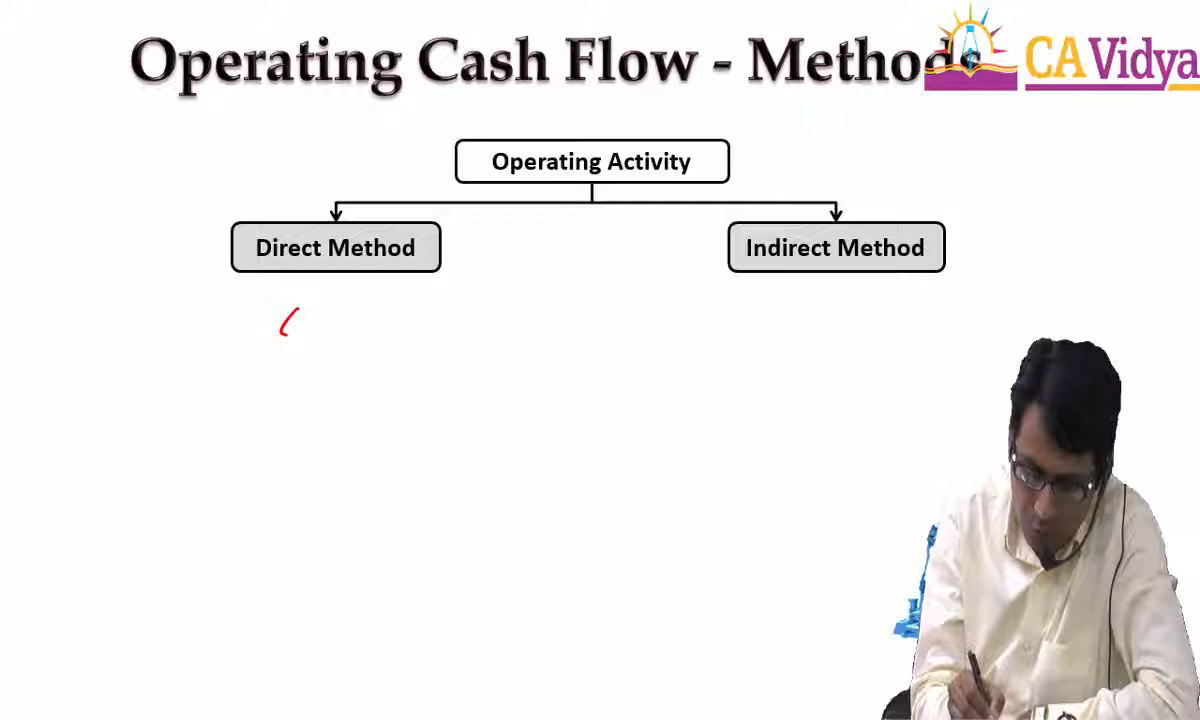 Operating Cash Flow - Methods
CA Vidya
Operating Activity
Direct Method
Indirect Method